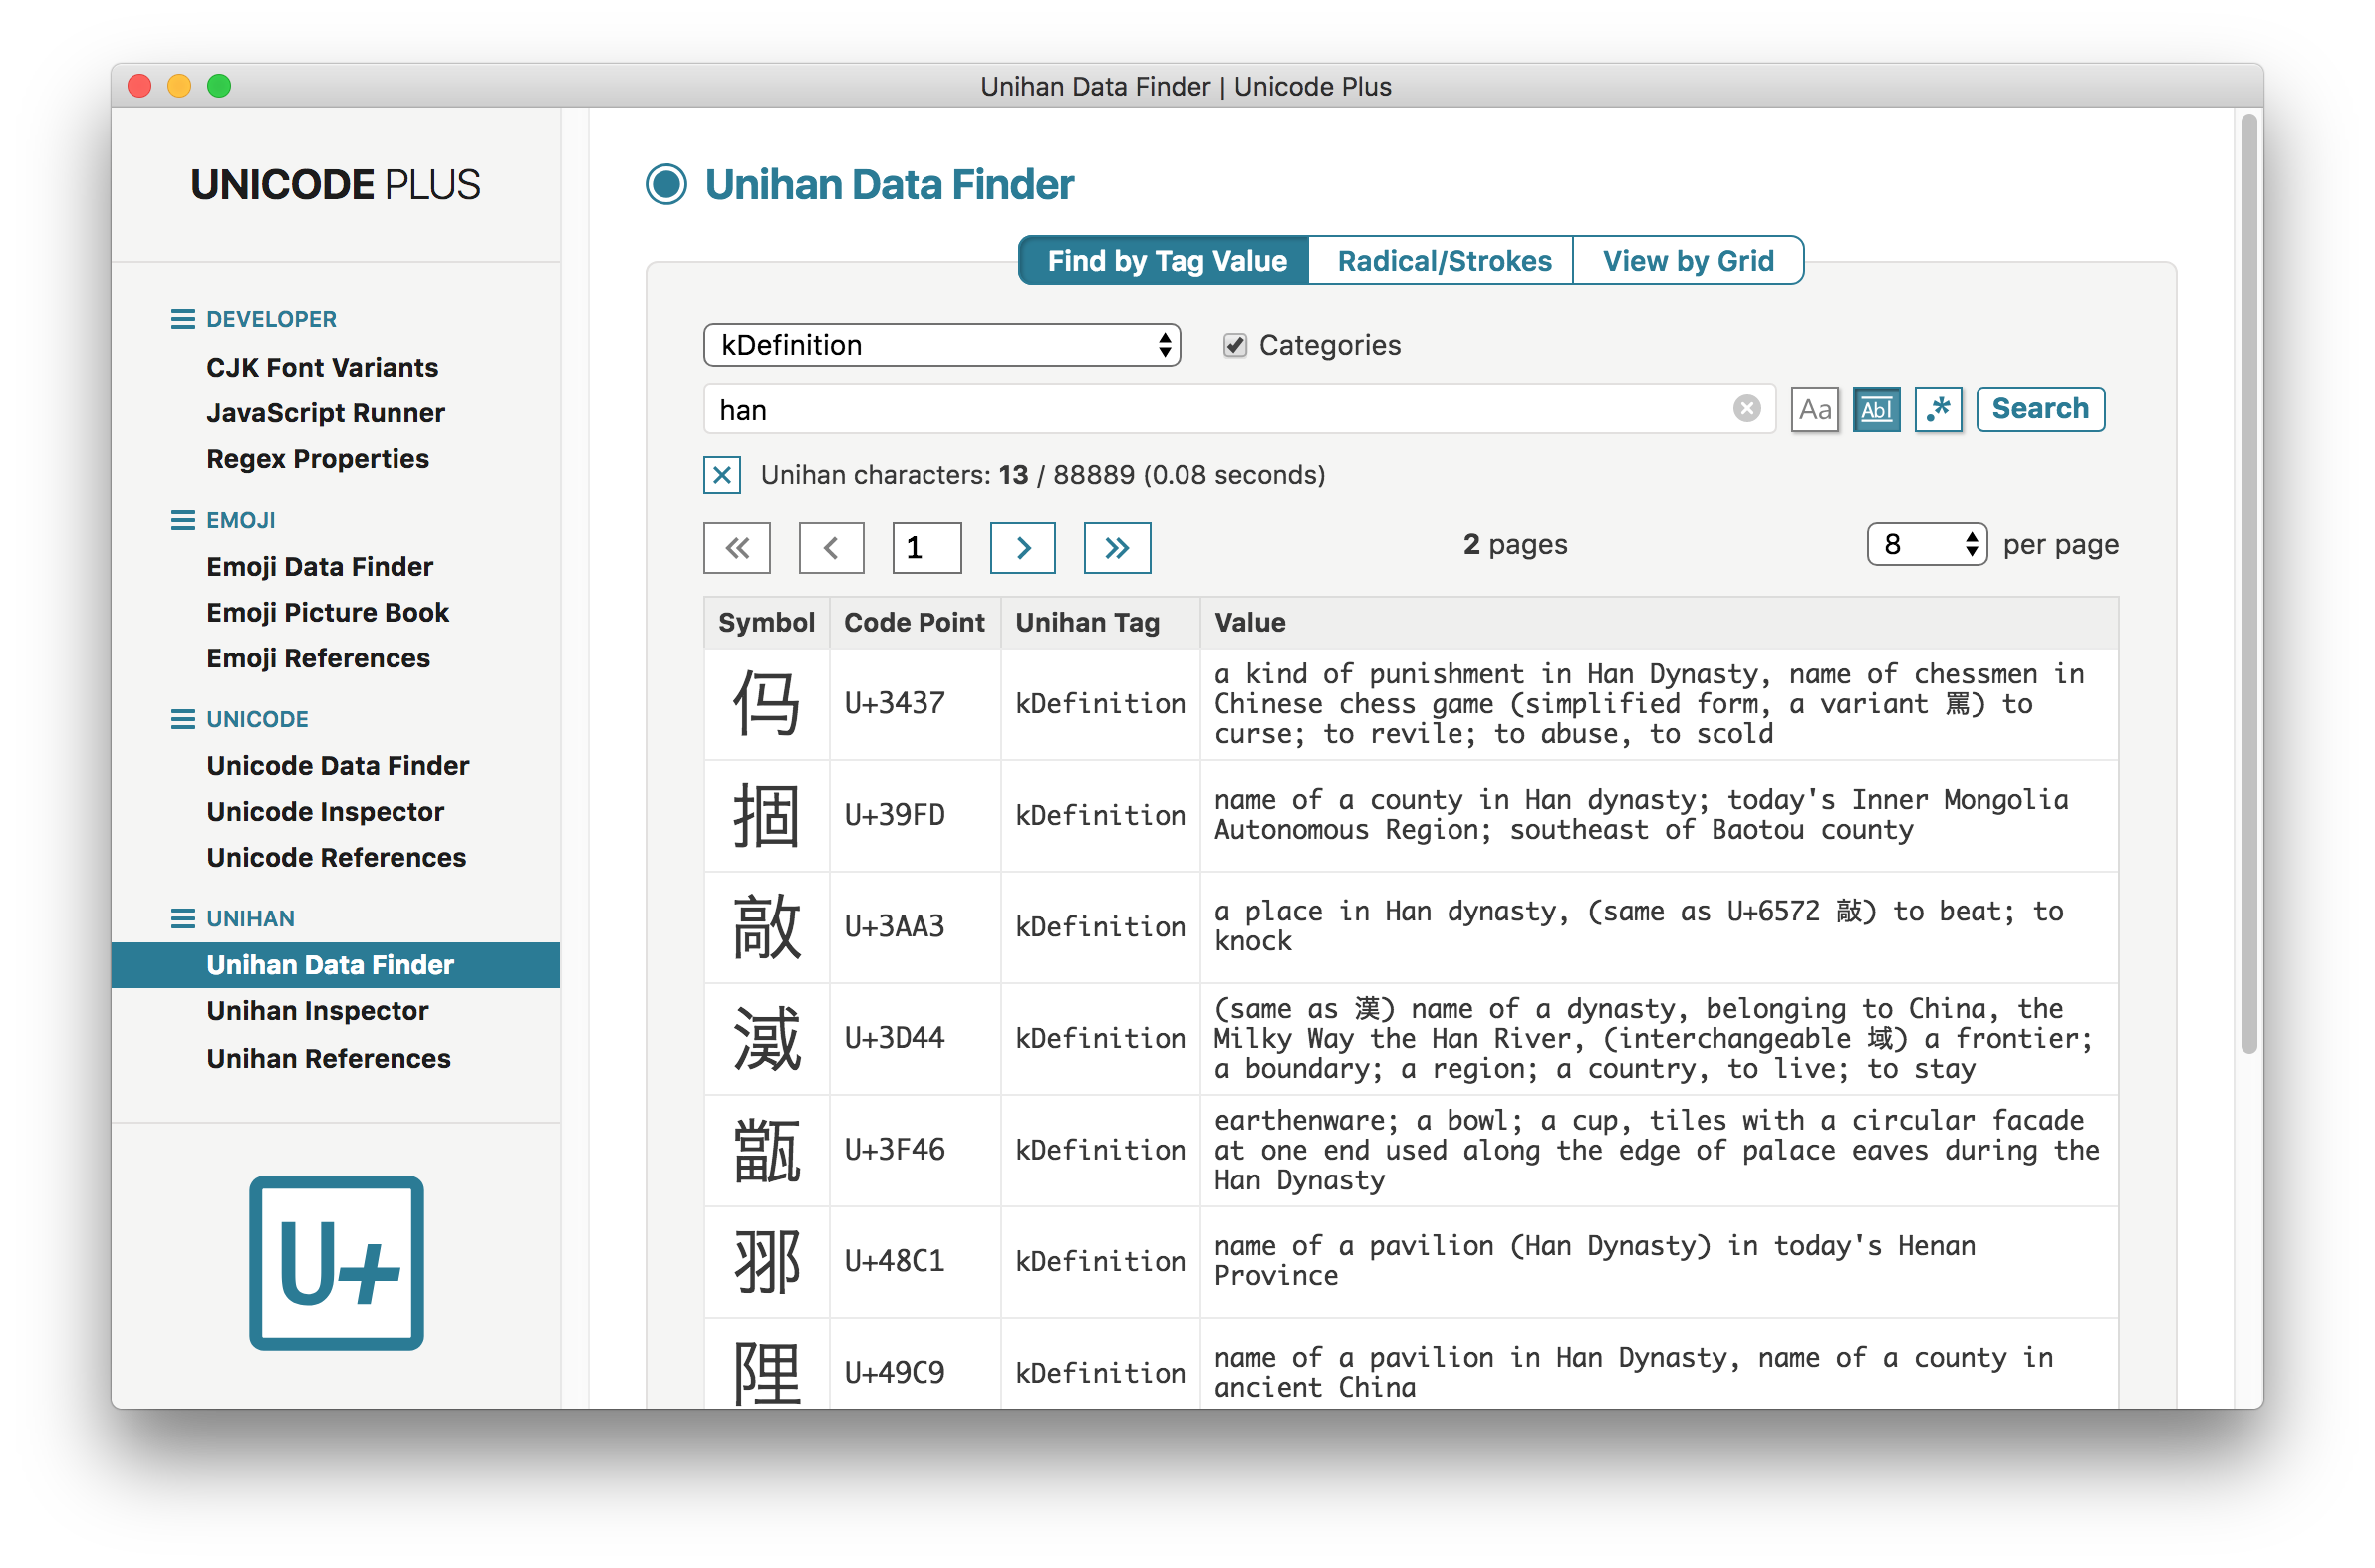 Unihan Data Finder | Unicode Plus
UNICODE PLUS
DEVELOPER
CJK Font Variants
JavaScript Runner
Regex Properties
EMOJI
Emoji Data Finder
Emoji Picture Book
Emoji References
UNICODE
Unicode Data Finder
Unicode Inspector
Unicode References
UNIHAN
Unihan Data Finder
Unihan Inspector
Unihan References
U+
Unihan Data Finder
Find by Tag Value Radical/Strokes View by Grid
kDefinition Categories
han Aa Ab| .* Search
Unihan characters: 13 / 88889 (0.08 seconds)
« ‹ 1 › » 2 pages 8 per page
Symbol Code Point Unihan Tag Value
㐷 U+3437 kDefinition a kind of punishment in Han Dynasty, name of chessmen in
Chinese chess game (simplified form, a variant 罵) to
curse; to revile; to abuse, to scold
㧽 U+39FD kDefinition name of a county in Han dynasty; today's Inner Mongolia
Autonomous Region; southeast of Baotou county
㪣 U+3AA3 kDefinition a place in Han dynasty, (same as U+6572 敲) to beat; to
knock
㵄 U+3D44 kDefinition (same as 漢) name of a dynasty, belonging to China, the
Milky Way the Han River, (interchangeable 域) a frontier;
a boundary; a region; a country, to live; to stay
㽆 U+3F46 kDefinition earthenware; a bowl; a cup, tiles with a circular facade
at one end used along the edge of palace eaves during the
Han Dynasty
䣁 U+48C1 kDefinition name of a pavilion (Han Dynasty) in today's Henan
Province
䧉 U+49C9 kDefinition name of a pavilion in Han Dynasty, name of a county in
ancient China